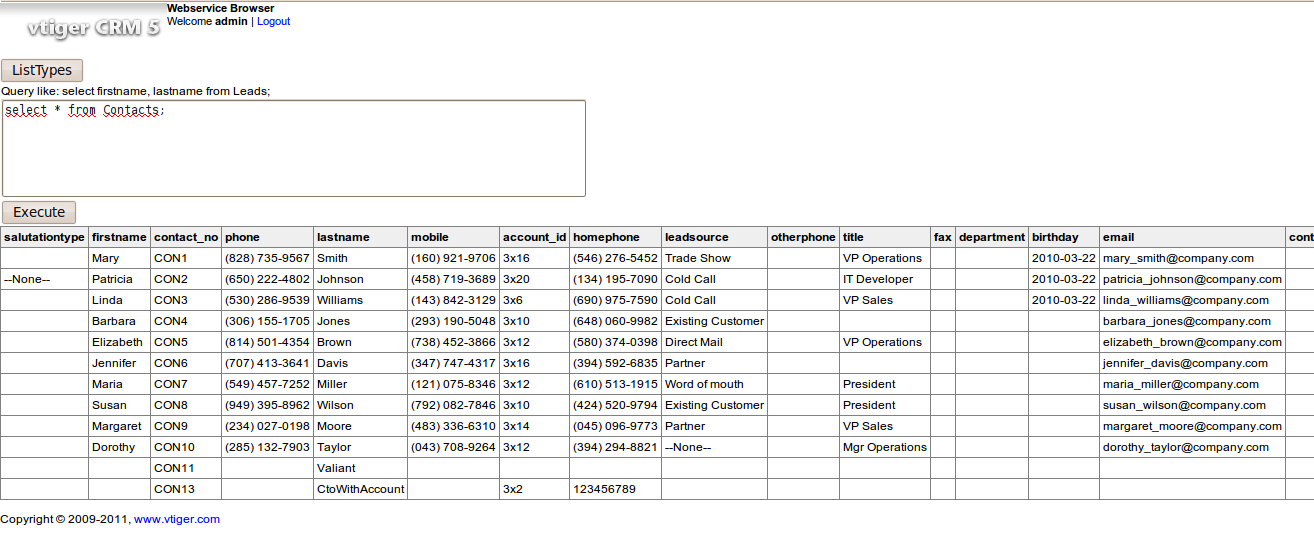 Webservice Browser
vtiger CRM 5
Welcome admin | Logout
ListTypes
Query like: select firstname, lastname from Leads;
select * from Contacts;
Execute
salutationtype firstname contact_no phone lastname mobile account_id homephone leadsource otherphone title fax department birthday email cont
Mary CON1 (828) 735-9567 Smith (160) 921-9706 3x16 (546) 276-5452 Trade Show VP Operations 2010-03-22 mary_smith@company.com
--None-- Patricia CON2 (650) 222-4802 Johnson (458) 719-3689 3x20 (134) 195-7090 Cold Call IT Developer 2010-03-22 patricia_johnson@company.com
Linda CON3 (530) 286-9539 Williams (143) 842-3129 3x6 (690) 975-7590 Cold Call VP Sales 2010-03-22 linda_williams@company.com
Barbara CON4 (306) 155-1705 Jones (293) 190-5048 3x10 (648) 060-9982 Existing Customer barbara_jones@company.com
Elizabeth CON5 (814) 501-4354 Brown (738) 452-3866 3x12 (580) 374-0398 Direct Mail VP Operations elizabeth_brown@company.com
Jennifer CON6 (707) 413-3641 Davis (347) 747-4317 3x16 (394) 592-6835 Partner jennifer_davis@company.com
Maria CON7 (549) 457-7252 Miller (121) 075-8346 3x12 (610) 513-1915 Word of mouth President maria_miller@company.com
Susan CON8 (949) 395-8962 Wilson (792) 082-7846 3x10 (424) 520-9794 Existing Customer President susan_wilson@company.com
Margaret CON9 (234) 027-0198 Moore (483) 336-6310 3x14 (045) 096-9773 Partner VP Sales margaret_moore@company.com
Dorothy CON10 (285) 132-7903 Taylor (043) 708-9264 3x12 (394) 294-8821 --None-- Mgr Operations dorothy_taylor@company.com
CON11 Valiant
CON13 CtoWithAccount 3x2 123456789
Copyright © 2009-2011, www.vtiger.com